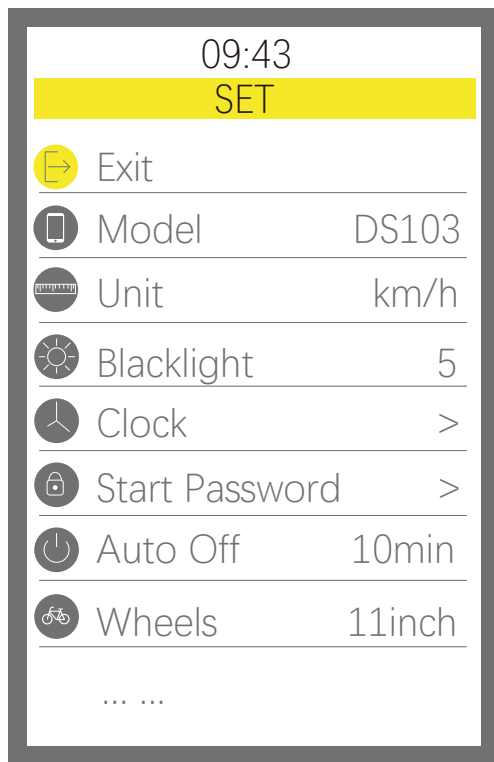 09:43
SET
Exit
Model DS103
Unit km/h
Blacklight 5
Clock >
Start Password >
Auto Off 10min
Wheels 11inch
... ...